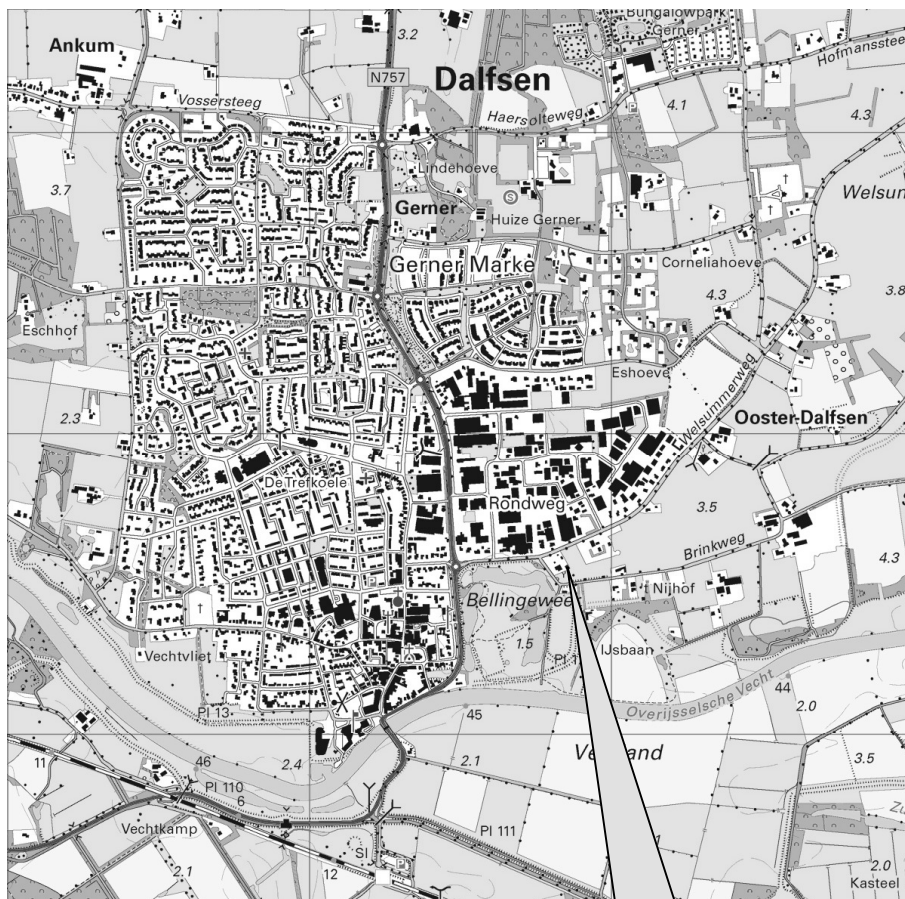 Bungalowpark
Gerner
Ankum
3.2
Hofmansstee
N757
Dalfsen
Vossersteeg
4.1
Haersolteweg
4.3
Lindehoeve
3.7
S
Welsum
Gerner
Huize Gerner
Gerner Marke
Corneliahoeve
4.3
3.8
Eschhof
Eshoeve
Welsummerweg
2.3
Ooster-Dalfsen
De Trefkoele
Rondweg
3.5
Brinkweg
4.3
P
't Nijhof
Bellingewee
1.5
IJsbaan
Vechtvliet
Pl 1
44
Pl 13
45
Overijsselsche Vecht
2.0
11
46
2.4
2.1
3.5
Pl 110
6
Vechtkamp
Pl 111
Sl
P
12
2.1
2.0
Kasteel